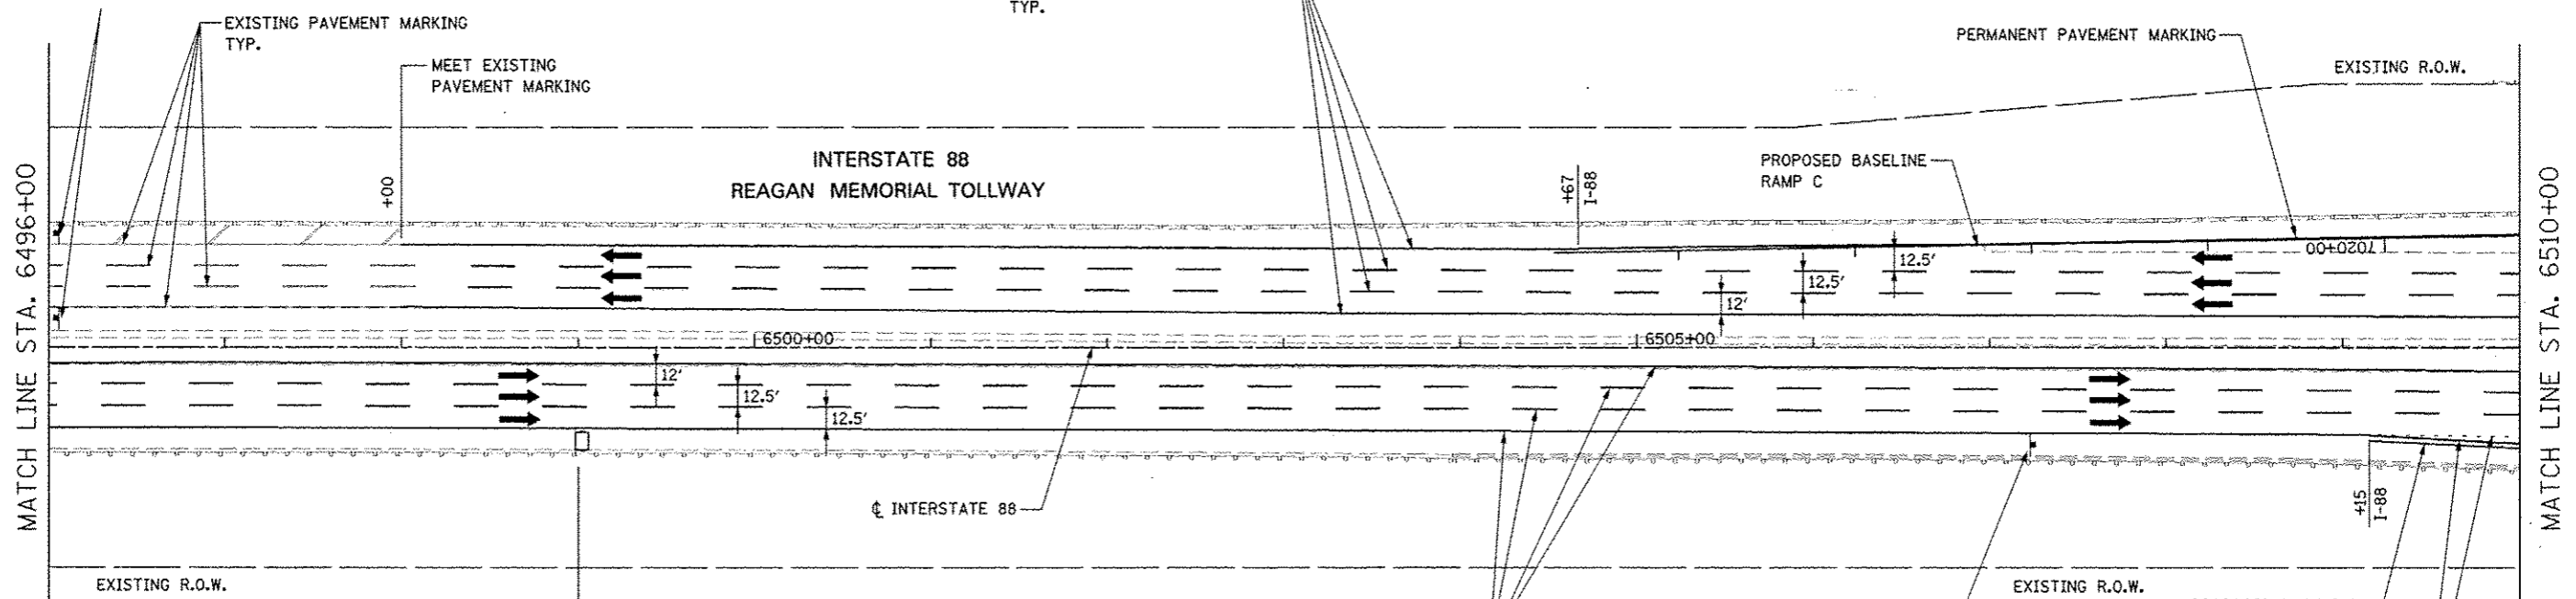 TYP.
EXISTING PAVEMENT MARKING
TYP.
PERMANENT PAVEMENT MARKING
MEET EXISTING
PAVEMENT MARKING
EXISTING R.O.W.
INTERSTATE 88
REAGAN MEMORIAL TOLLWAY
PROPOSED BASELINE
RAMP C
+00
+67
I-88
MATCH LINE STA. 6496+00
MATCH LINE STA. 6510+00
7020+00
12.5'
12.5'
12'
6500+00
6505+00
12'
12.5'
12.5'
℄ INTERSTATE 88
+15
I-88
EXISTING R.O.W.
EXISTING R.O.W.